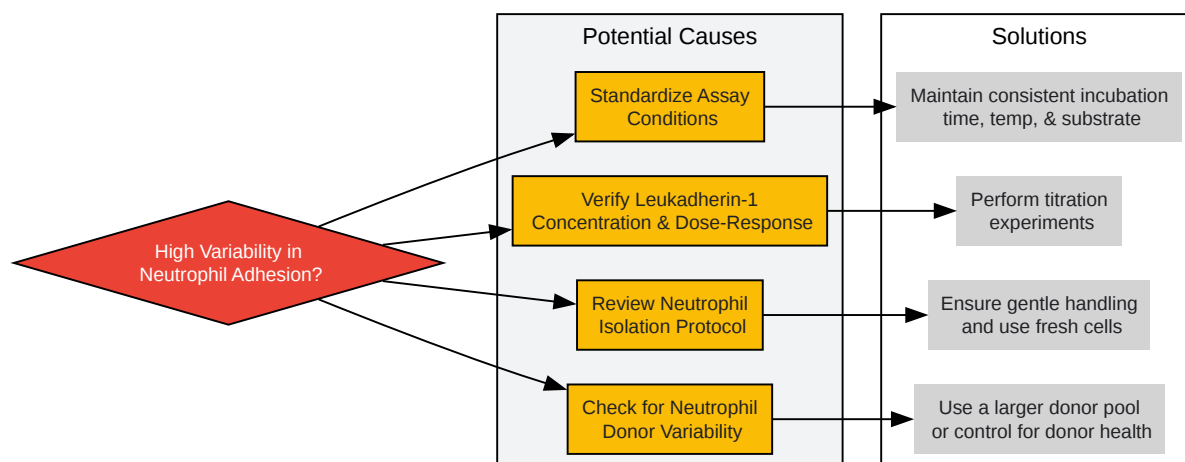 Potential Causes
Solutions
High Variability in
Neutrophil Adhesion?
Standardize Assay
Conditions
Maintain consistent incubation
time, temp, & substrate
Verify Leukadherin-1
Concentration & Dose-Response
Perform titration
experiments
Review Neutrophil
Isolation Protocol
Ensure gentle handling
and use fresh cells
Check for Neutrophil
Donor Variability
Use a larger donor pool
or control for donor health